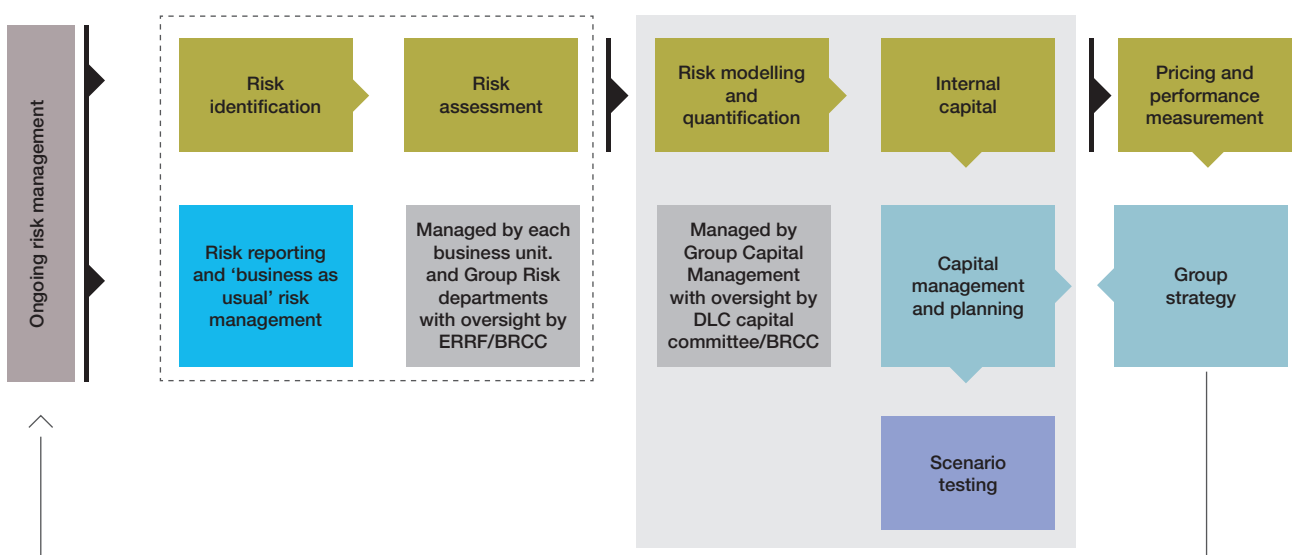 Ongoing risk management
Risk
identification
Risk
assessment
Risk modelling
and
quantification
Internal
capital
Pricing and
performance
measurement
Risk reporting
and ‘business as
usual’ risk
management
Managed by each
business unit.
and Group Risk
departments
with oversight by
ERRF/BRCC
Managed by
Group Capital
Management
with oversight by
DLC capital
committee/BRCC
Capital
management
and planning
Group
strategy
Scenario
testing